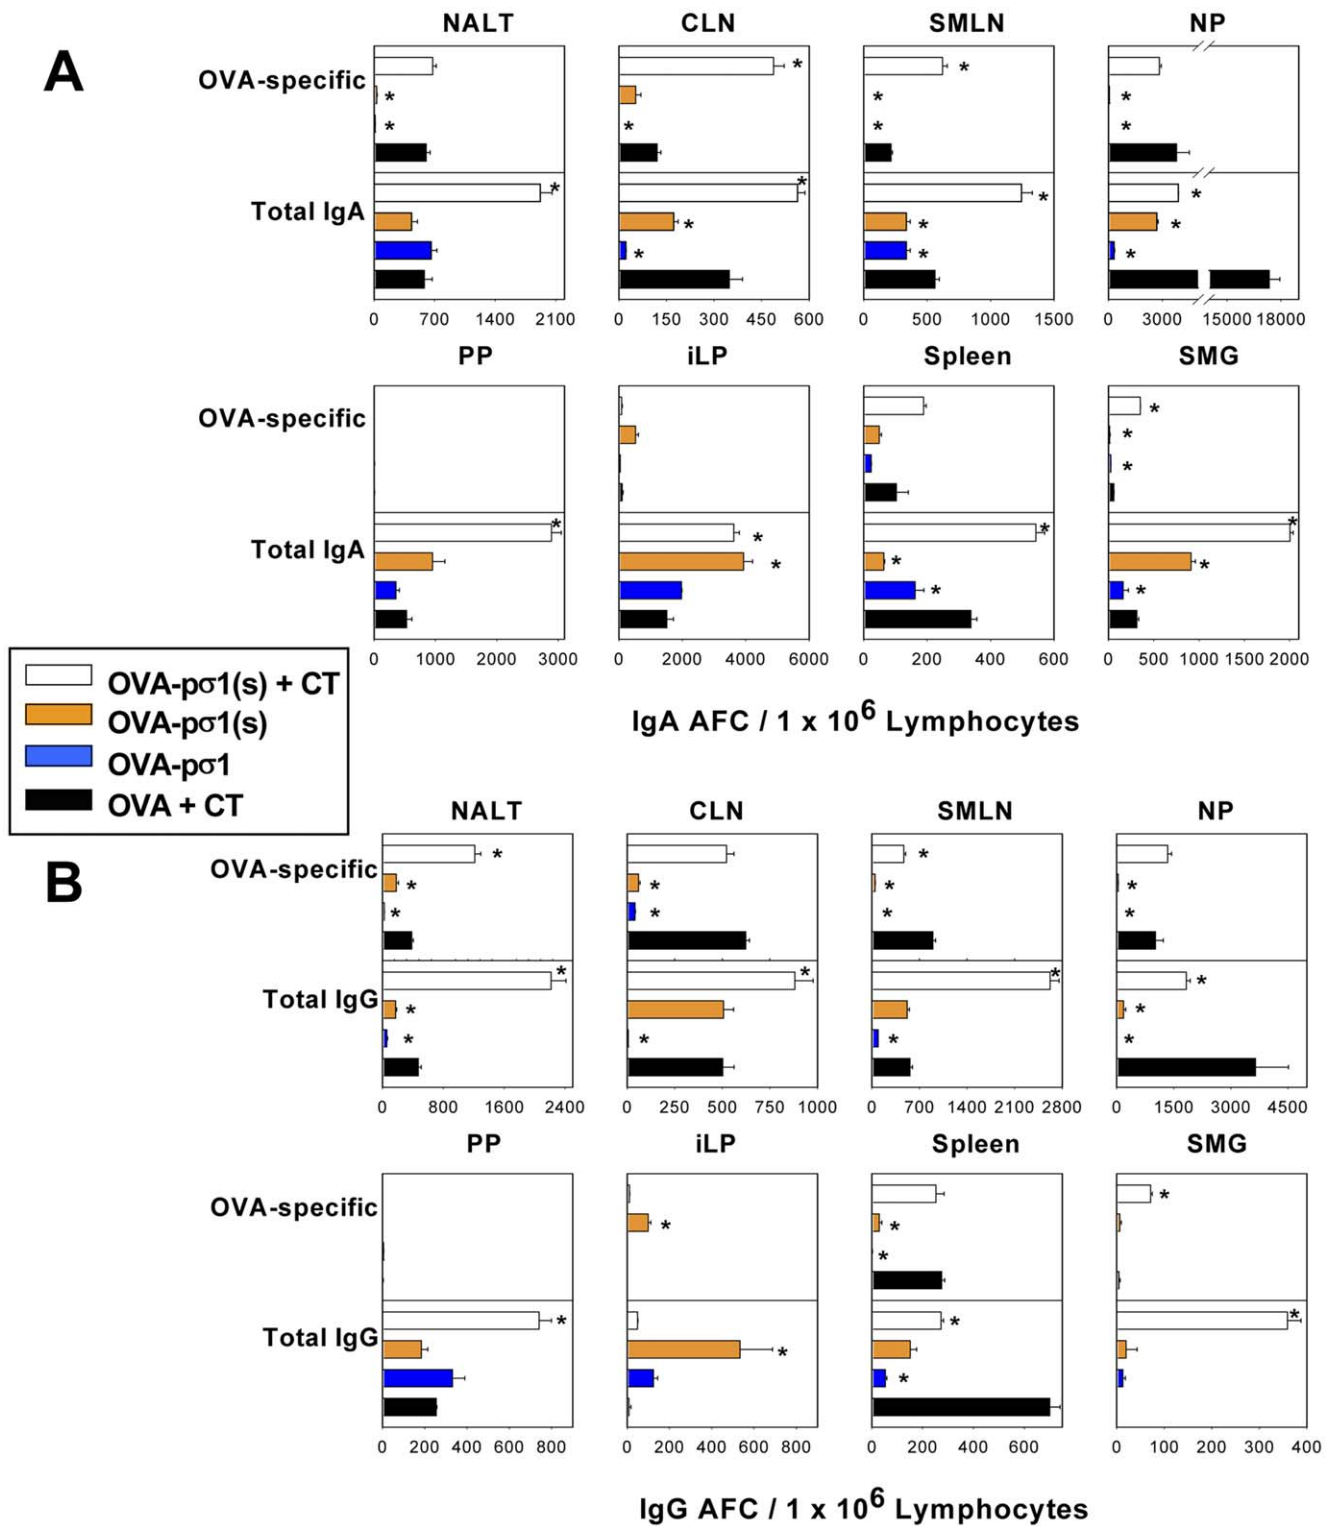 A
NALT CLN SMLN NP
OVA-specific
* * * * * * * * *
Total IgA
* * * * * * * * * *
0 700 1400 2100 0 150 300 450 600 0 500 1000 1500 0 3000 15000 18000
PP iLP Spleen SMG
OVA-specific
* * *
Total IgA
* * * * * * * * *
0 1000 2000 3000 0 2000 4000 6000 0 200 400 600 0 500 1000 1500 2000
IgA AFC / 1 x 10⁶ Lymphocytes
OVA-pσ1(s) + CT
OVA-pσ1(s)
OVA-pσ1
OVA + CT
B
NALT CLN SMLN NP
OVA-specific
* * * * * * * * * *
Total IgG
* * * * * * * * * *
0 800 1600 2400 0 250 500 750 1000 0 700 1400 2100 2800 0 1500 3000 4500
PP iLP Spleen SMG
OVA-specific
* * * *
Total IgG
* * * * *
0 200 400 600 800 0 200 400 600 800 0 200 400 600 0 100 200 300 400
IgG AFC / 1 x 10⁶ Lymphocytes